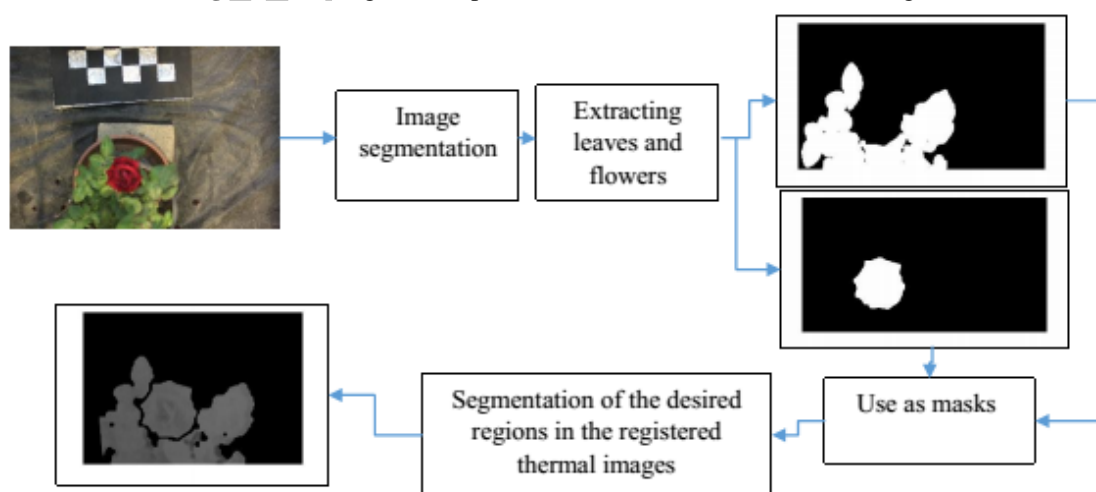 Image
segmentation
Extracting
leaves and
flowers
Use as masks
Segmentation of the desired
regions in the registered
thermal images